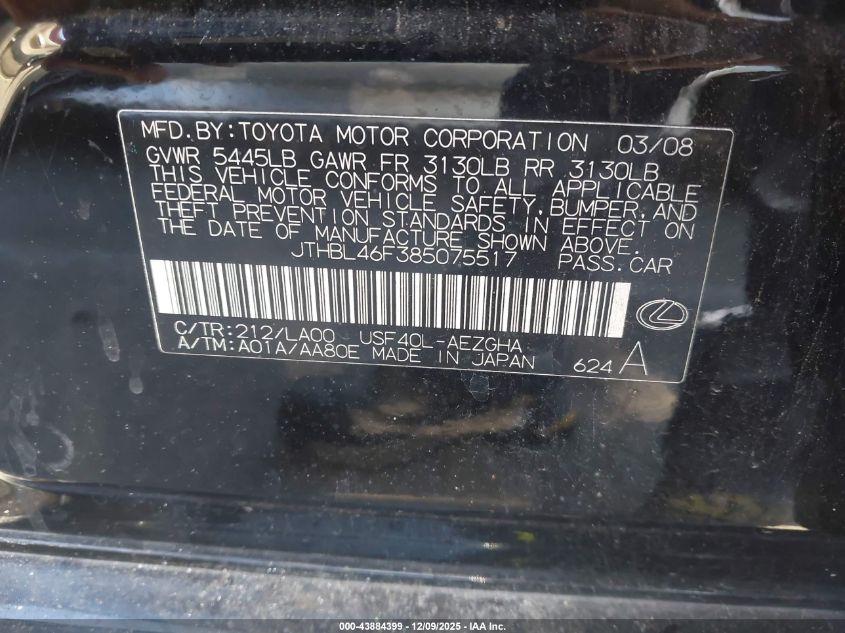 MFD.BY:TOYOTA MOTOR CORPORATION 03/08
GVWR 5445LB GAWR FR 3130LB RR 3130LB
THIS VEHICLE CONFORMS TO ALL APPLICABLE
FEDERAL MOTOR VEHICLE SAFETY,BUMPER,AND
THEFT PREVENTION STANDARDS IN EFFECT ON
THE DATE OF MANUFACTURE SHOWN ABOVE.
JTHBL46F385075517 PASS.CAR
C/TR:212/LA00 USF40L-AEZGHA
A/TM:A01A/AA80E MADE IN JAPAN 624 A
000-43884399 - 12/09/2025 - IAA Inc.